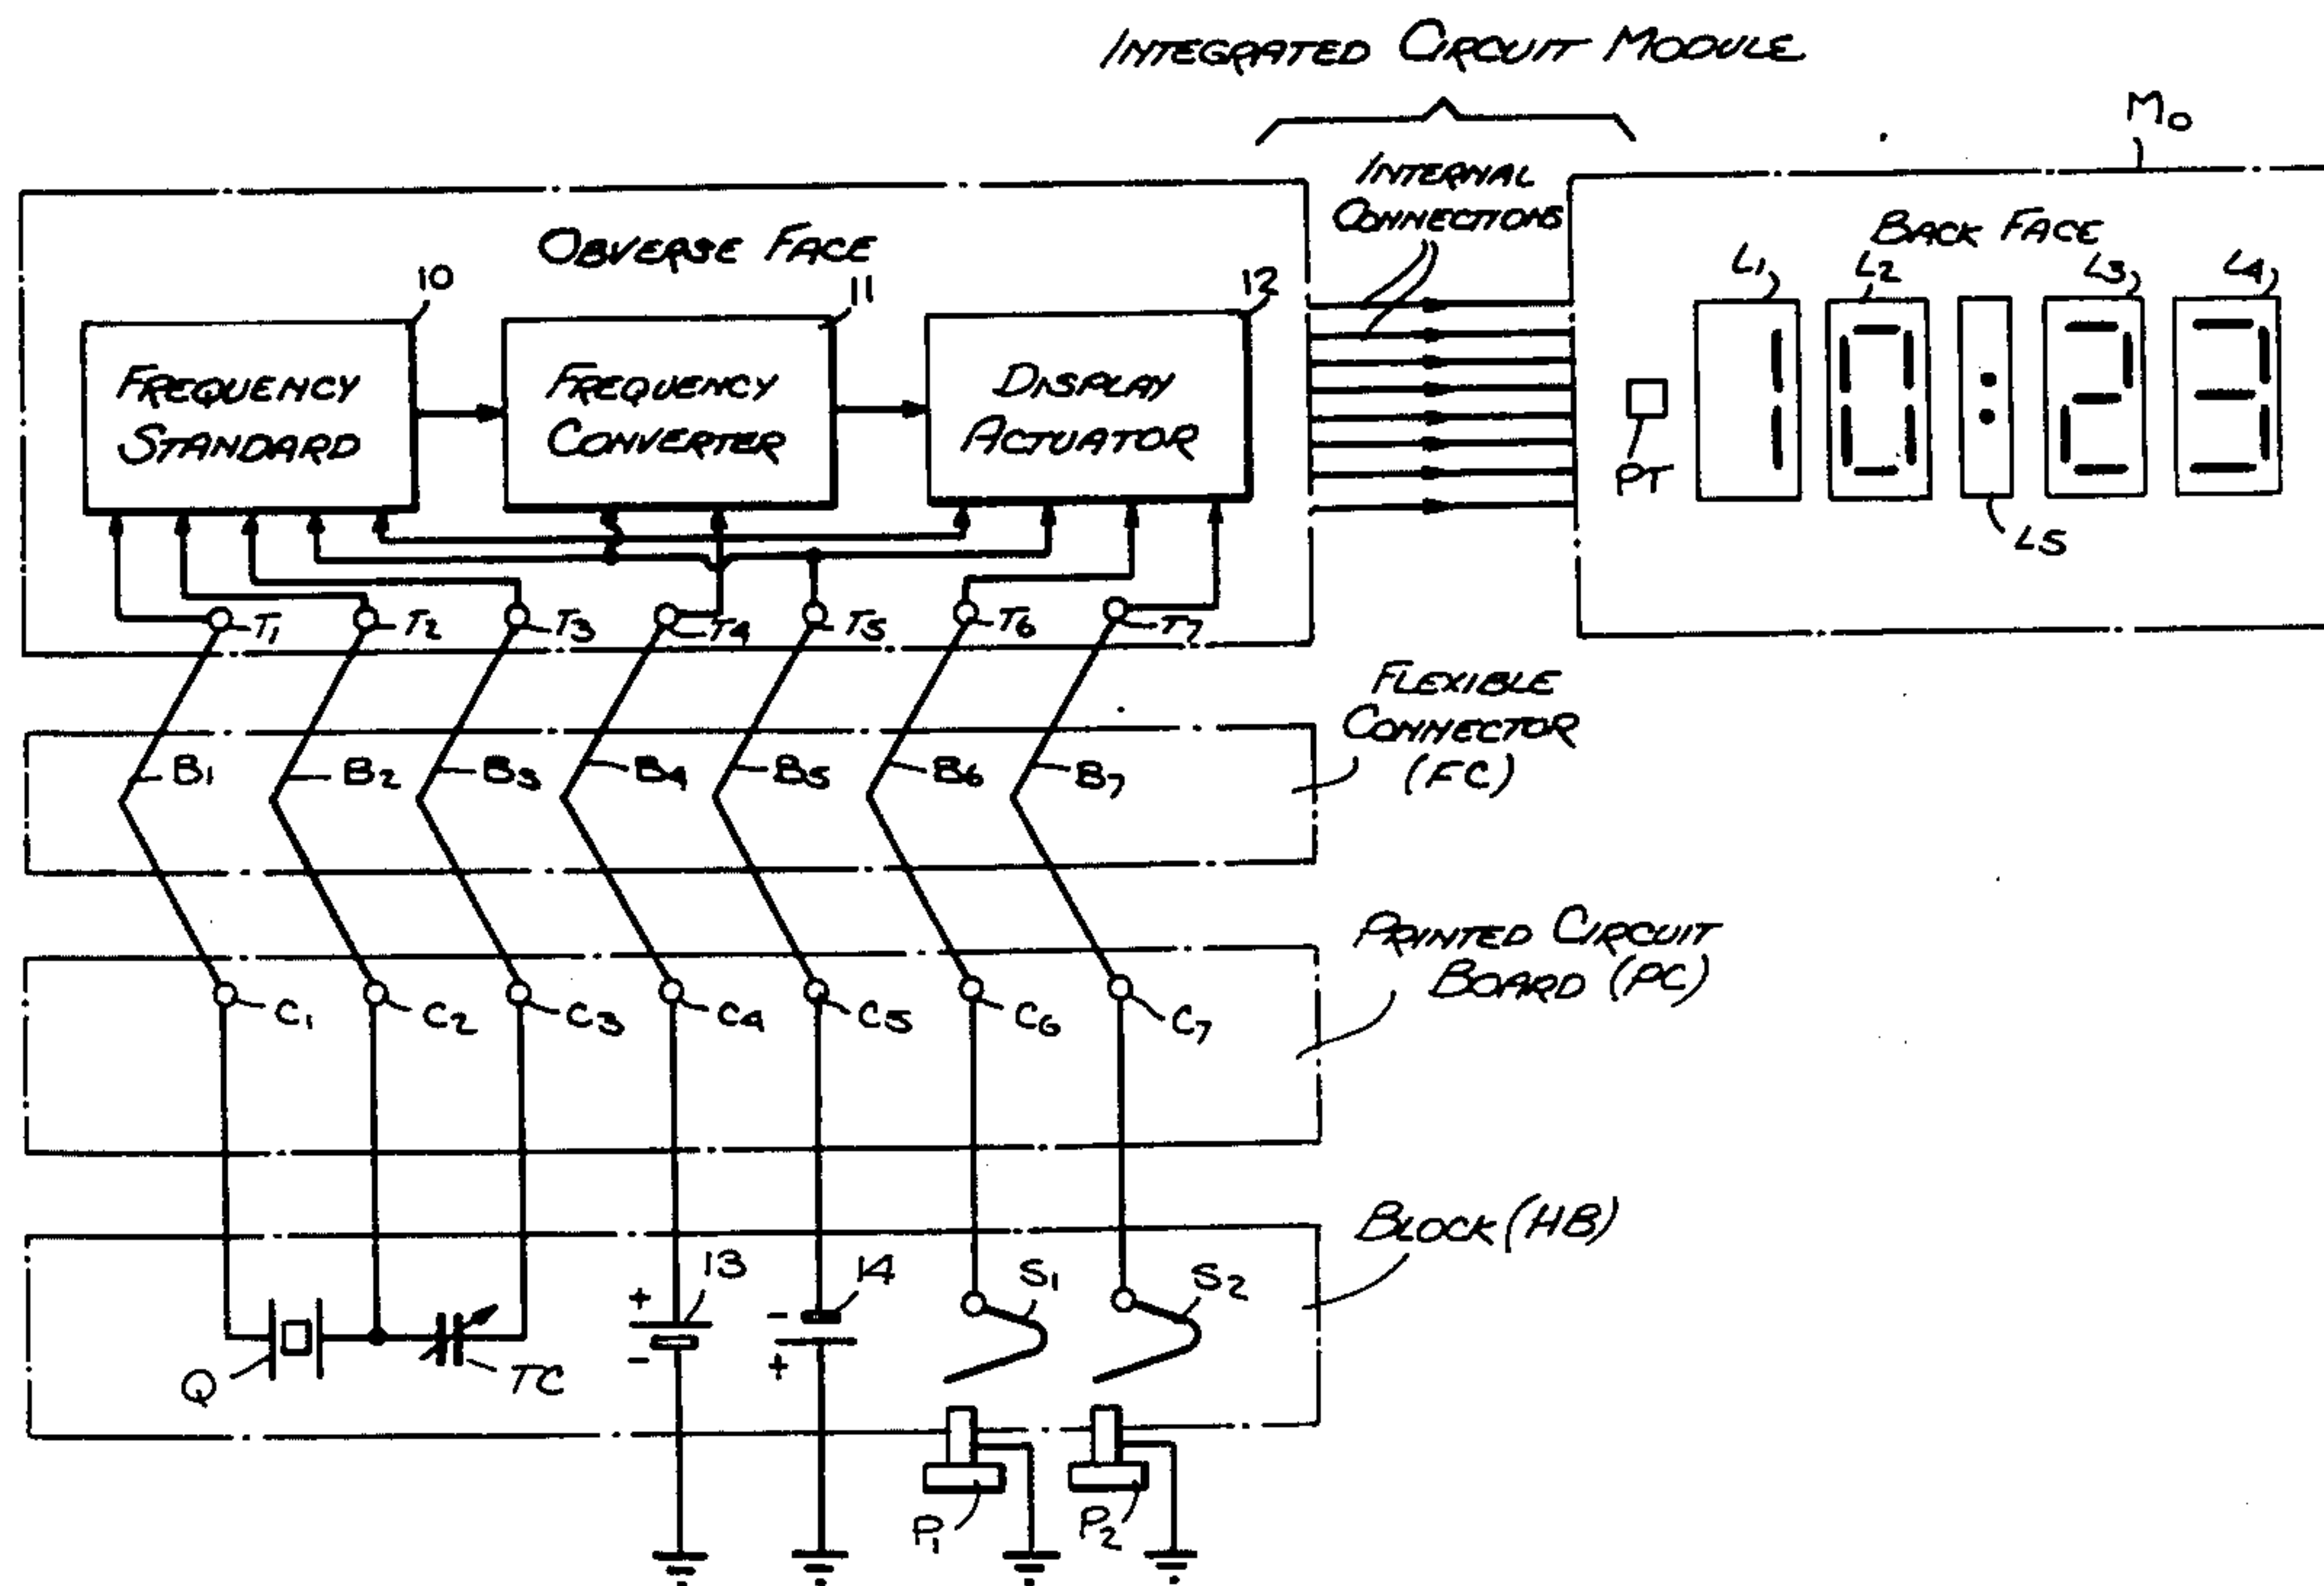 INTEGRATED CIRCUIT MODULE
Mo
INTERNAL
CONNECTIONS
OBVERSE FACE
BACK FACE
10
11
12
L1
L2
L3
L4
FREQUENCY
STANDARD
FREQUENCY
CONVERTER
DISPLAY
ACTUATOR
PT
10:23
L5
T1
T2
T3
T4
T5
T6
T7
FLEXIBLE
CONNECTOR
(FC)
B1
B2
B3
B4
B5
B6
B7
PRINTED CIRCUIT
BOARD (PC)
C1
C2
C3
C4
C5
C6
C7
BLOCK (HB)
13
14
S1
S2
+
-
-
+
Q
TC
P1
P2